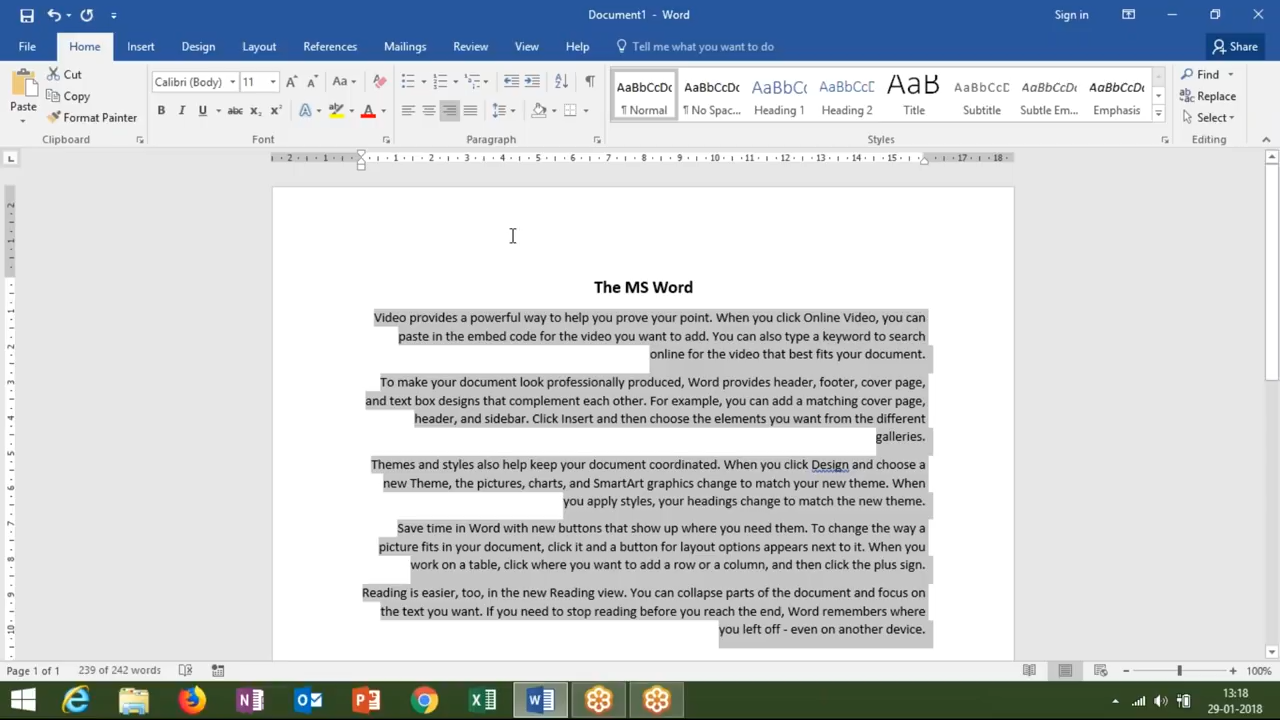 Document1 - Word
Sign in
File Home Insert Design Layout References Mailings Review View Help Tell me what you want to do Share
Cut
Copy
Format Painter
Paste
Clipboard
Calibri (Body) 11
Font
Paragraph
AaBbCcDc AaBbCcDc AaBbCc AaBbCcD AaB AaBbCcD AaBbCcDc AaBbCcDc
¶ Normal ¶ No Spac... Heading 1 Heading 2 Title Subtitle Subtle Em... Emphasis
Styles
Find
Replace
Select
Editing
The MS Word
Video provides a powerful way to help you prove your point. When you click Online Video, you can
paste in the embed code for the video you want to add. You can also type a keyword to search
online for the video that best fits your document.
To make your document look professionally produced, Word provides header, footer, cover page,
and text box designs that complement each other. For example, you can add a matching cover page,
header, and sidebar. Click Insert and then choose the elements you want from the different
galleries.
Themes and styles also help keep your document coordinated. When you click Design and choose a
new Theme, the pictures, charts, and SmartArt graphics change to match your new theme. When
you apply styles, your headings change to match the new theme.
Save time in Word with new buttons that show up where you need them. To change the way a
picture fits in your document, click it and a button for layout options appears next to it. When you
work on a table, click where you want to add a row or a column, and then click the plus sign.
Reading is easier, too, in the new Reading view. You can collapse parts of the document and focus on
the text you want. If you need to stop reading before you reach the end, Word remembers where
you left off - even on another device.
Page 1 of 1 239 of 242 words
100%
13:18
29-01-2018